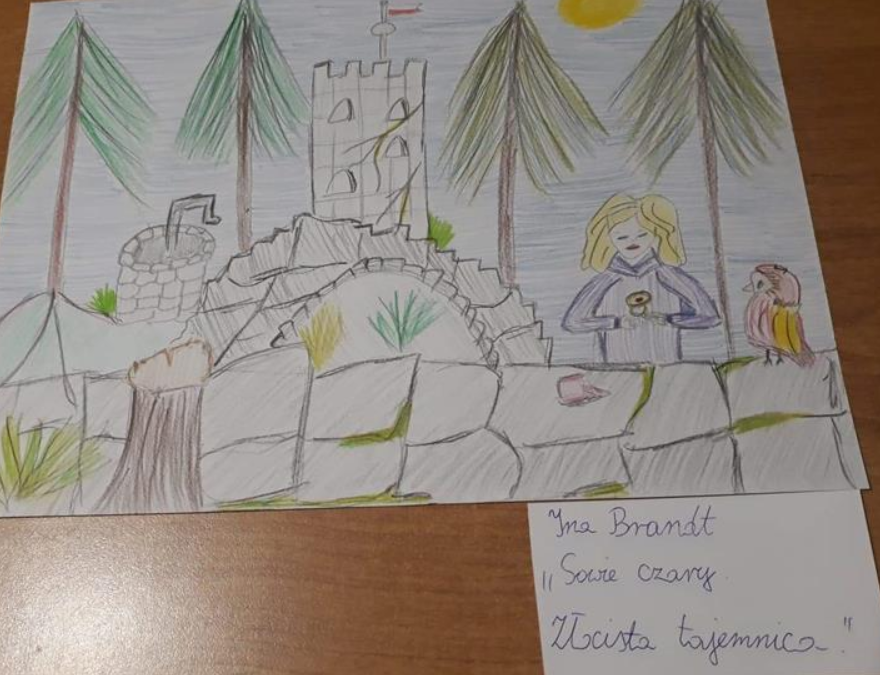 Ina Brandt
„Sowie czary
Złocista tajemnica."